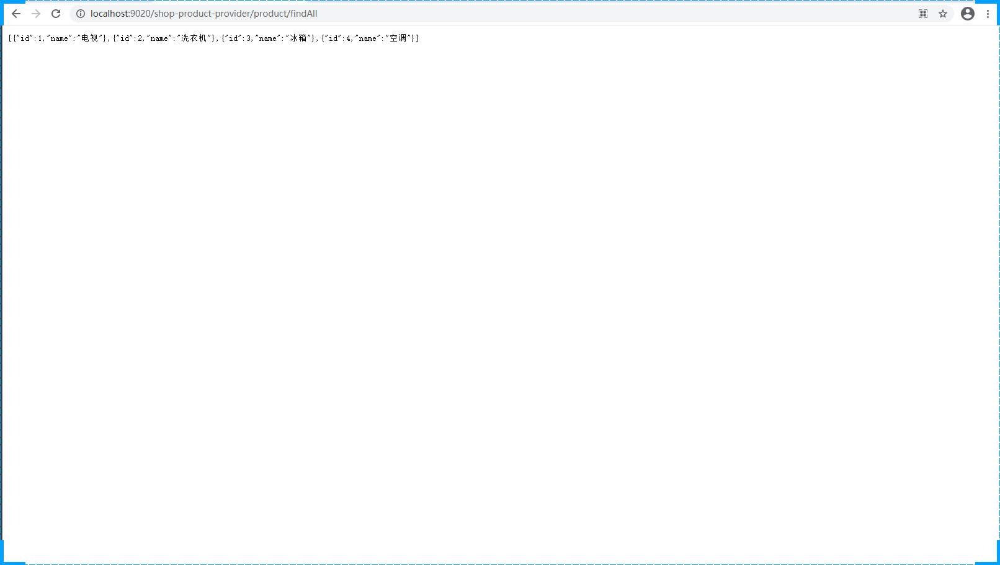 localhost:9020/shop-product-provider/product/findAll
[{"id":1,"name":"电视"},{"id":2,"name":"洗衣机"},{"id":3,"name":"冰箱"},{"id":4,"name":"空调"}]